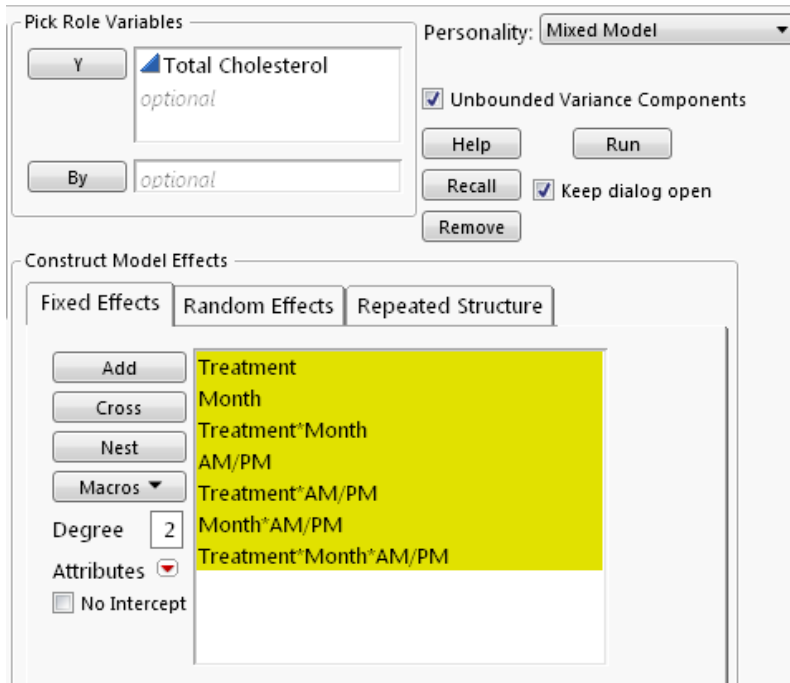 Pick Role Variables
Personality: Mixed Model
Y
Total Cholesterol
optional
Unbounded Variance Components
Help
Run
By
optional
Recall
Keep dialog open
Remove
Construct Model Effects
Fixed Effects
Random Effects
Repeated Structure
Add
Treatment
Cross
Month
Treatment*Month
Nest
AM/PM
Macros
Treatment*AM/PM
Degree 2
Month*AM/PM
Attributes
Treatment*Month*AM/PM
No Intercept